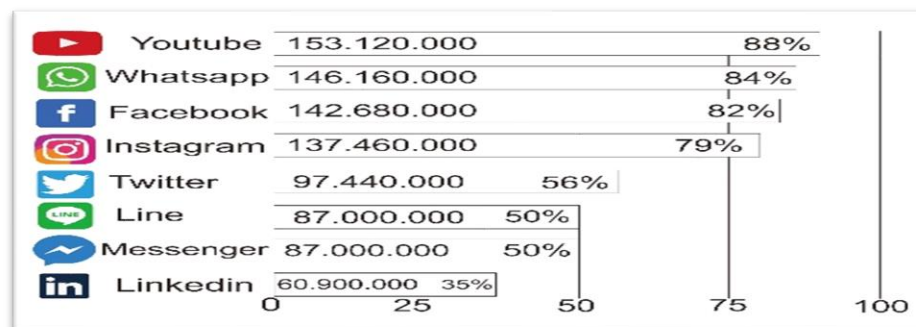 Youtube 153.120.000 88%
Whatsapp 146.160.000 84%
Facebook 142.680.000 82%
Instagram 137.460.000 79%
Twitter 97.440.000 56%
LINE Line 87.000.000 50%
Messenger 87.000.000 50%
in Linkedin 60.900.000 35%
0 25 50 75 100